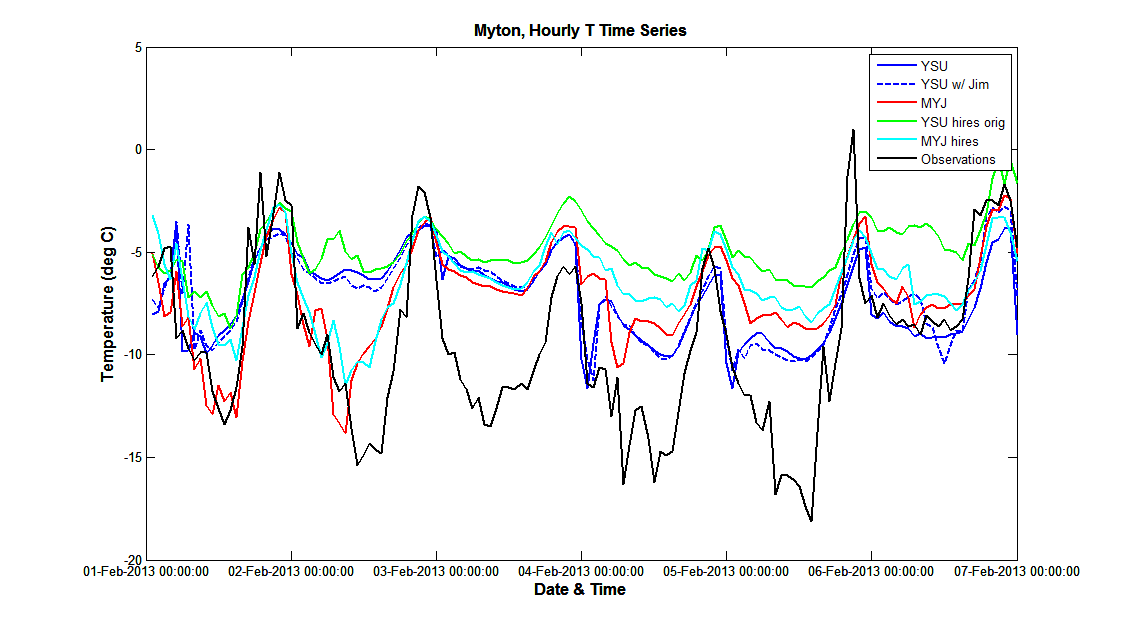 Myton, Hourly T Time Series
5
0
-5
-10
-15
-20
Temperature (deg C)
YSU
YSU w/ Jim
MYJ
YSU hires orig
MYJ hires
Observations
01-Feb-2013 00:00:00 02-Feb-2013 00:00:00 03-Feb-2013 00:00:00 04-Feb-2013 00:00:00 05-Feb-2013 00:00:00 06-Feb-2013 00:00:00 07-Feb-2013 00:00:00
Date & Time